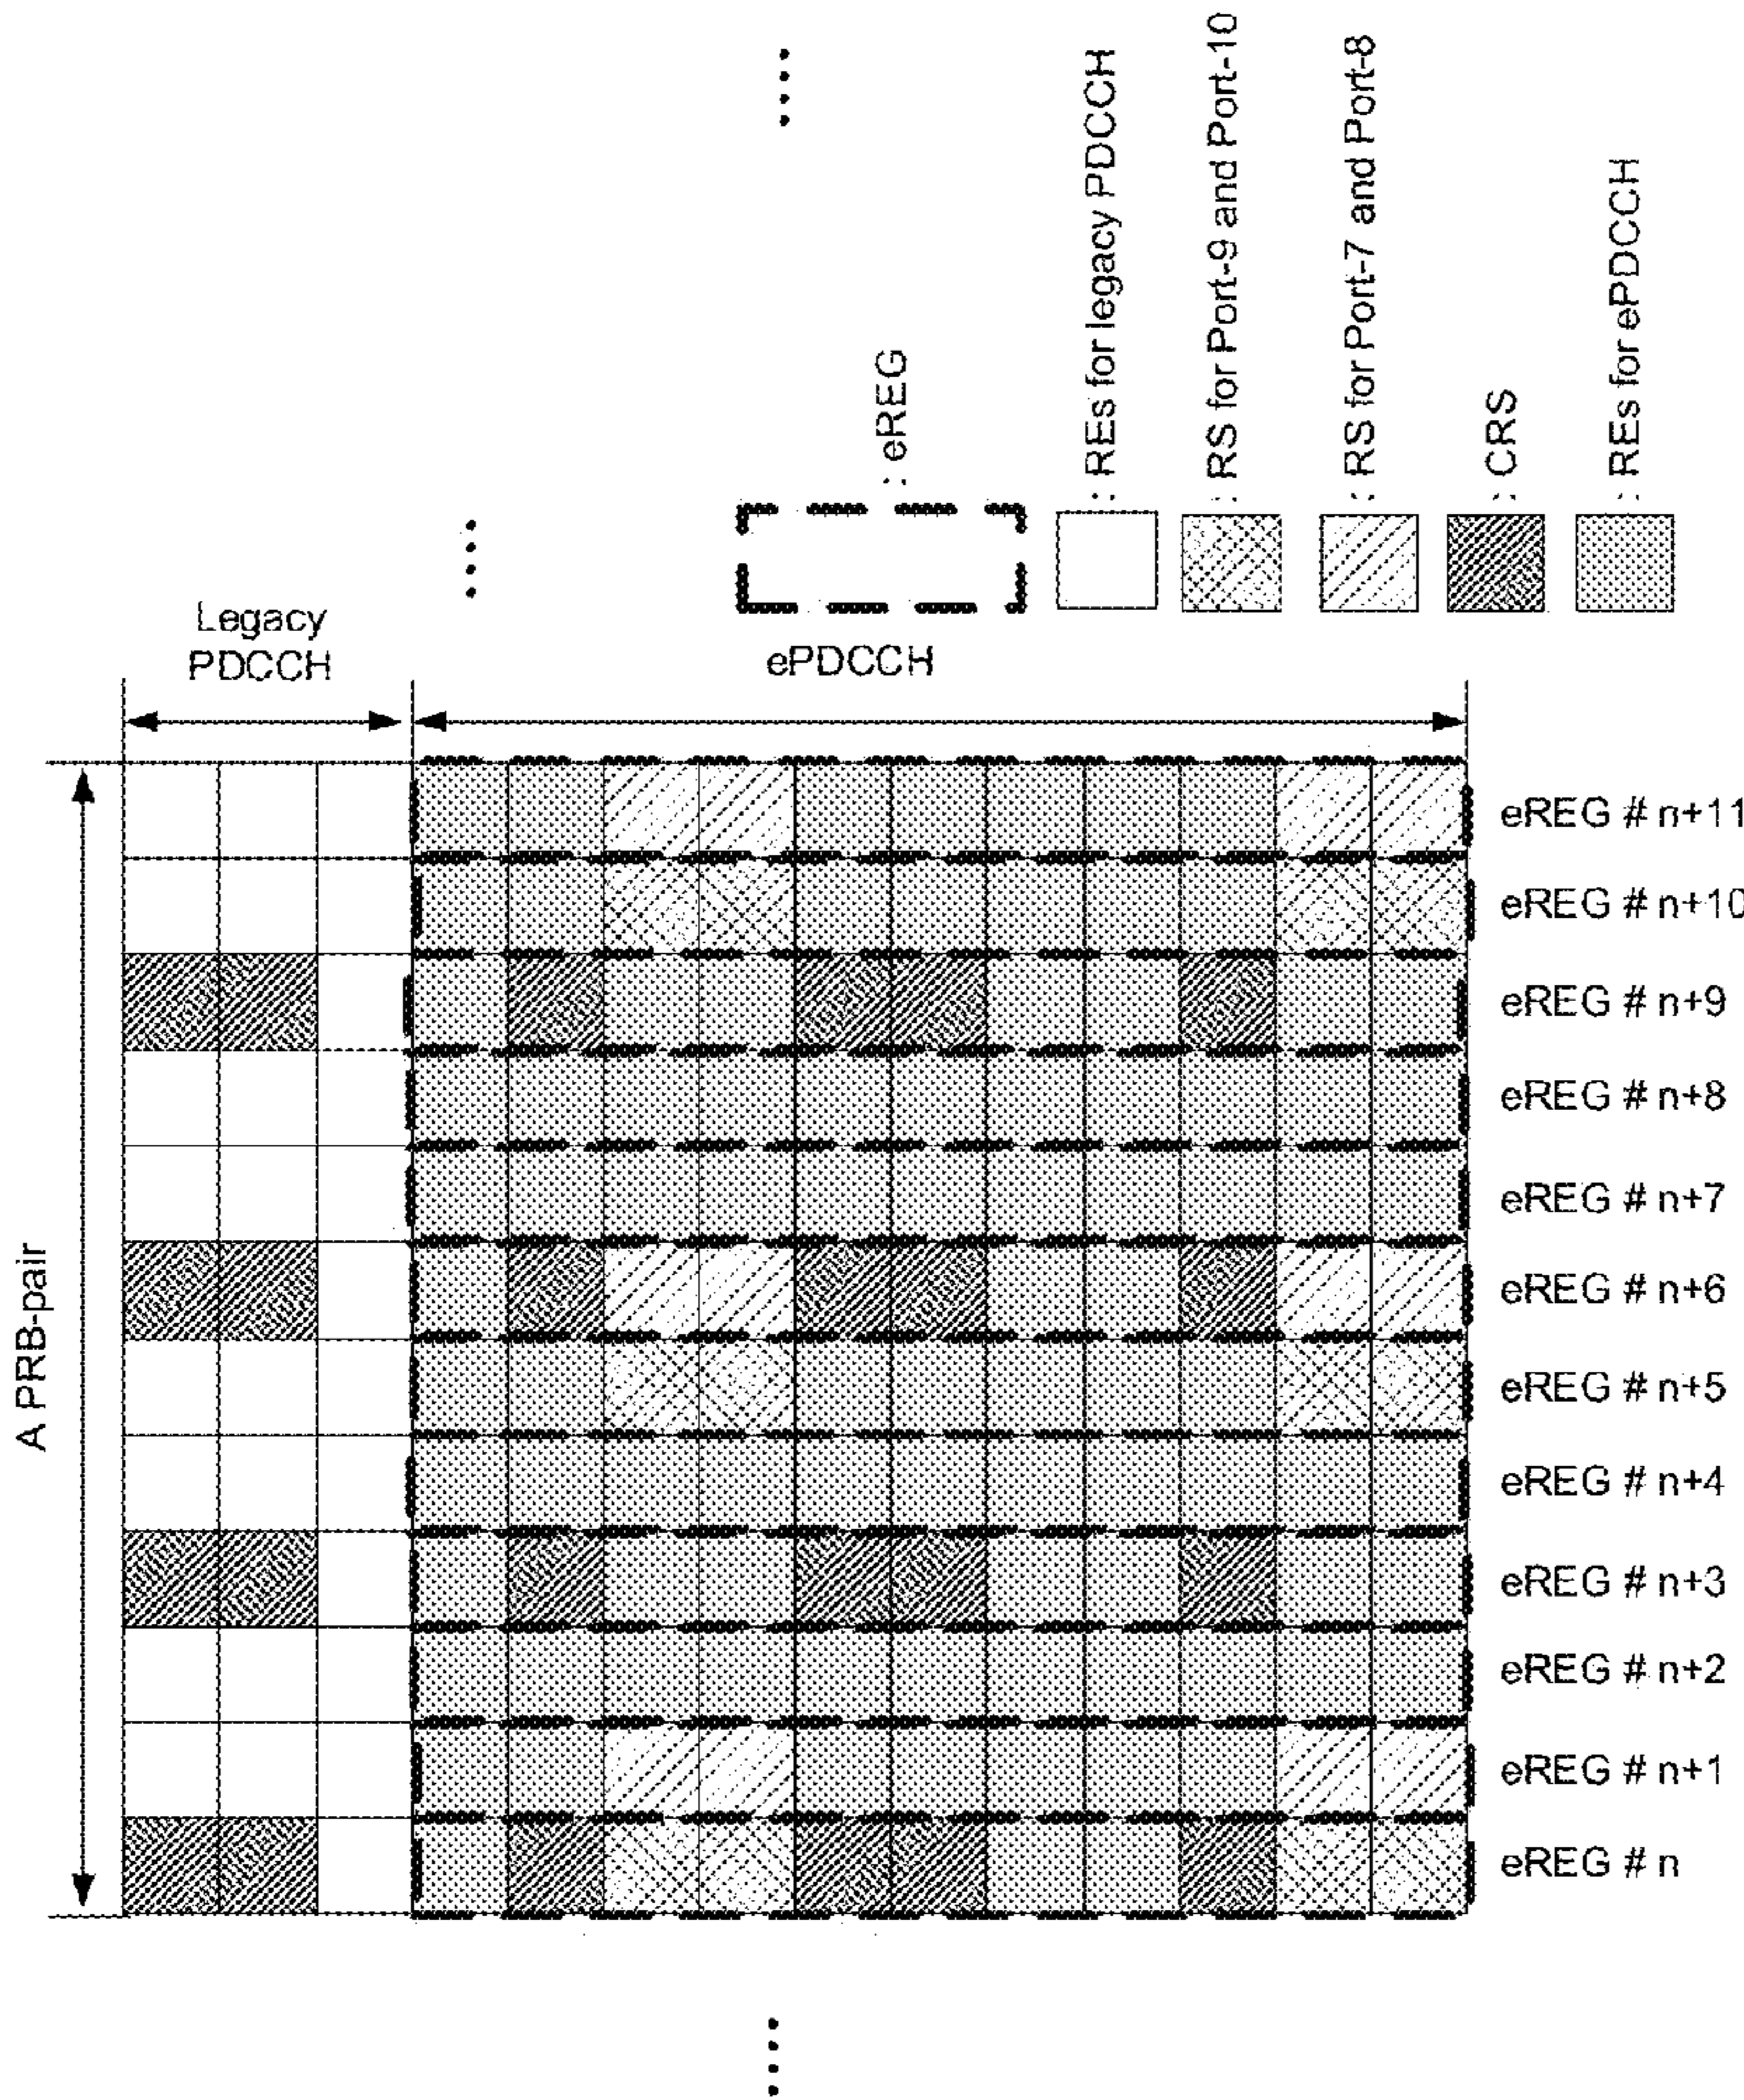 : eREG
: REs for legacy PDCCH
: RS for Port-9 and Port-10
: RS for Port-7 and Port-8
: CRS
: REs for ePDCCH
Legacy
PDCCH
ePDCCH
A PRB-pair
eREG # n+11
eREG # n+10
eREG # n+9
eREG # n+8
eREG # n+7
eREG # n+6
eREG # n+5
eREG # n+4
eREG # n+3
eREG # n+2
eREG # n+1
eREG # n